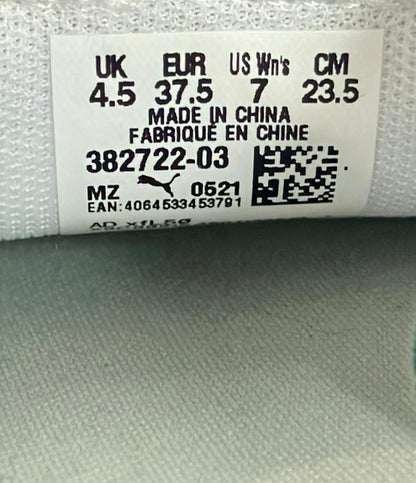 UK EUR US Wn's CM
4.5 37.5 7 23.5
MADE IN CHINA
FABRIQUÉ EN CHINE
382722-03
MZ 0521
EAN:4064533453791